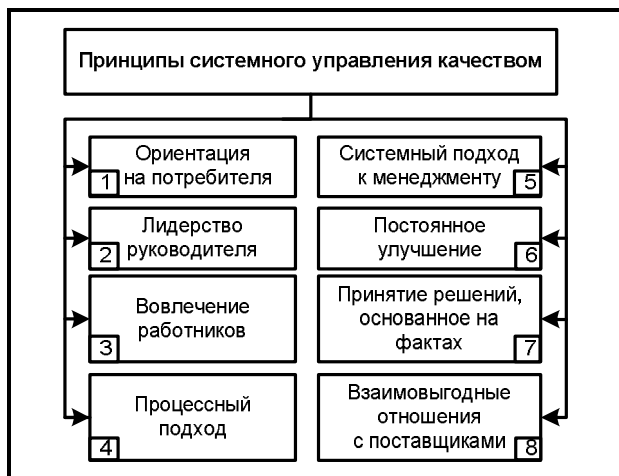 Принципы системного управления качеством
Ориентация
на потребителя
1
Лидерство
руководителя
2
Вовлечение
работников
3
Процессный
подход
4
Системный подход
к менеджменту
5
Постоянное
улучшение
6
Принятие решений,
основанное на
фактах
7
Взаимовыгодные
отношения
с поставщиками
8